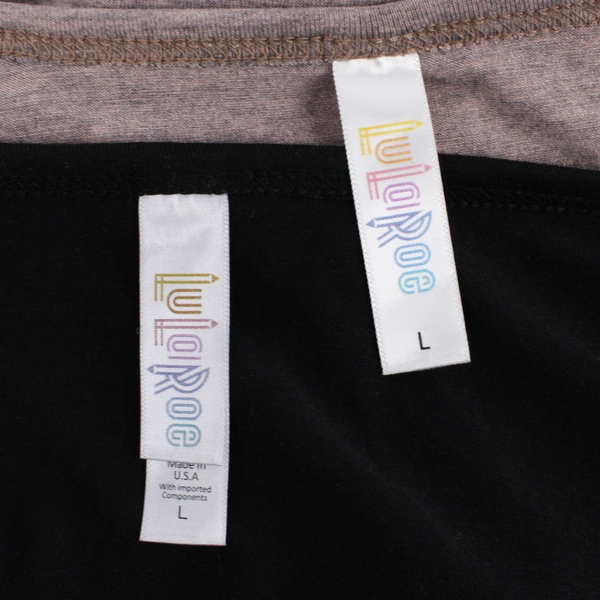 LuLaRoe
L
LuLaRoe
Made in
U.S.A
With imported
Components
L